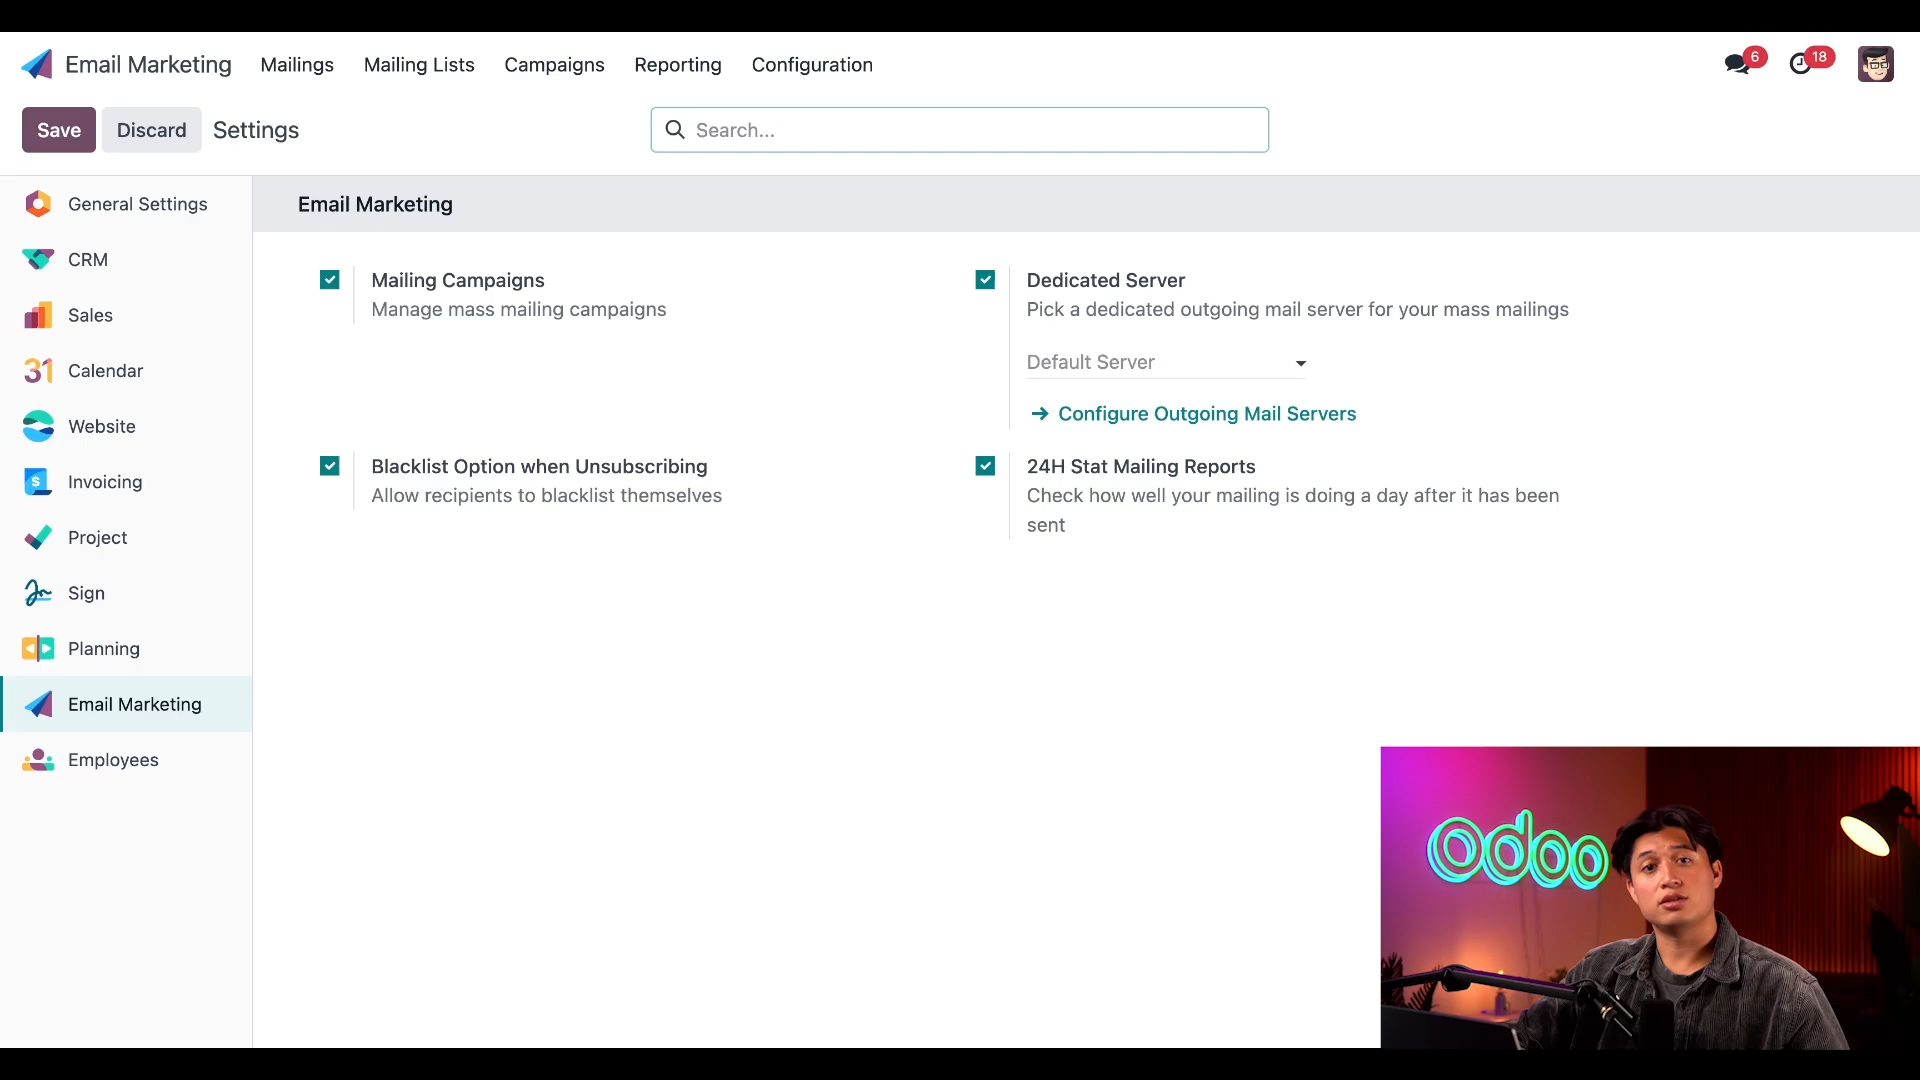 Email Marketing Mailings Mailing Lists Campaigns Reporting Configuration 6 18
Save Discard Settings Search...
General Settings
CRM
Sales
31 Calendar
Website
$ Invoicing
Project
Sign
Planning
Email Marketing
Employees
Email Marketing
Mailing Campaigns
Manage mass mailing campaigns
Dedicated Server
Pick a dedicated outgoing mail server for your mass mailings
Default Server
→ Configure Outgoing Mail Servers
Blacklist Option when Unsubscribing
Allow recipients to blacklist themselves
24H Stat Mailing Reports
Check how well your mailing is doing a day after it has been
sent
odoo